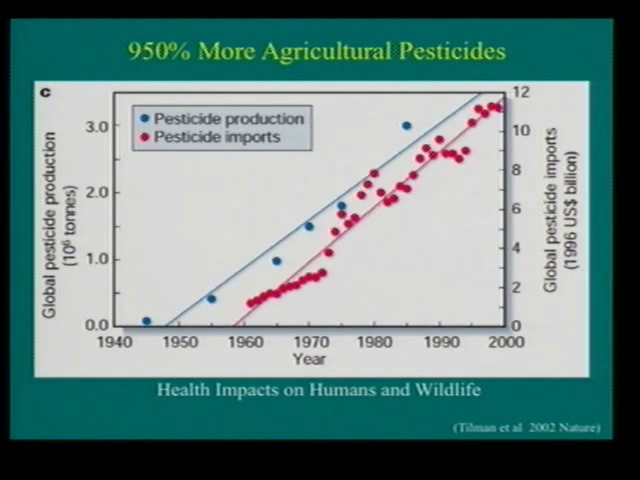 950% More Agricultural Pesticides
c
Pesticide production
Pesticide imports
Global pesticide production
(10⁶ tonnes)
3.0
2.0
1.0
0.0
12
10
8
6
4
2
0
Global pesticide imports
(1996 US$ billion)
1940 1950 1960 1970 1980 1990 2000
Year
Health Impacts on Humans and Wildlife
(Tilman et al 2002 Nature)